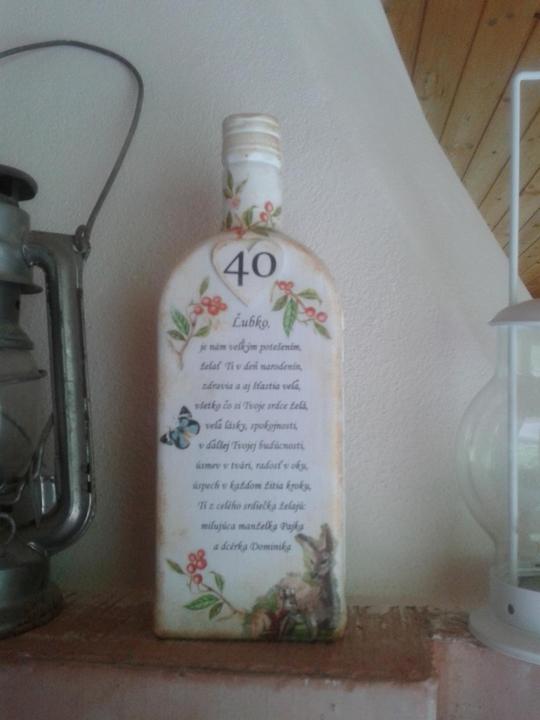 40
Ľubko,
je nám veľkým potešením,
želať Ti v deň narodenín,
zdravia a aj šťastia veľa,
všetko čo si Tvoje srdce želá,
veľa lásky, spokojnosti,
v ďalšej Tvojej budúcnosti,
úsmev v tvári, radosť v oku,
úspech v každom žitia kroku,
Ti z celého srdiečka želajúc
milujúca manželka Pajka
a dcérka Dominika